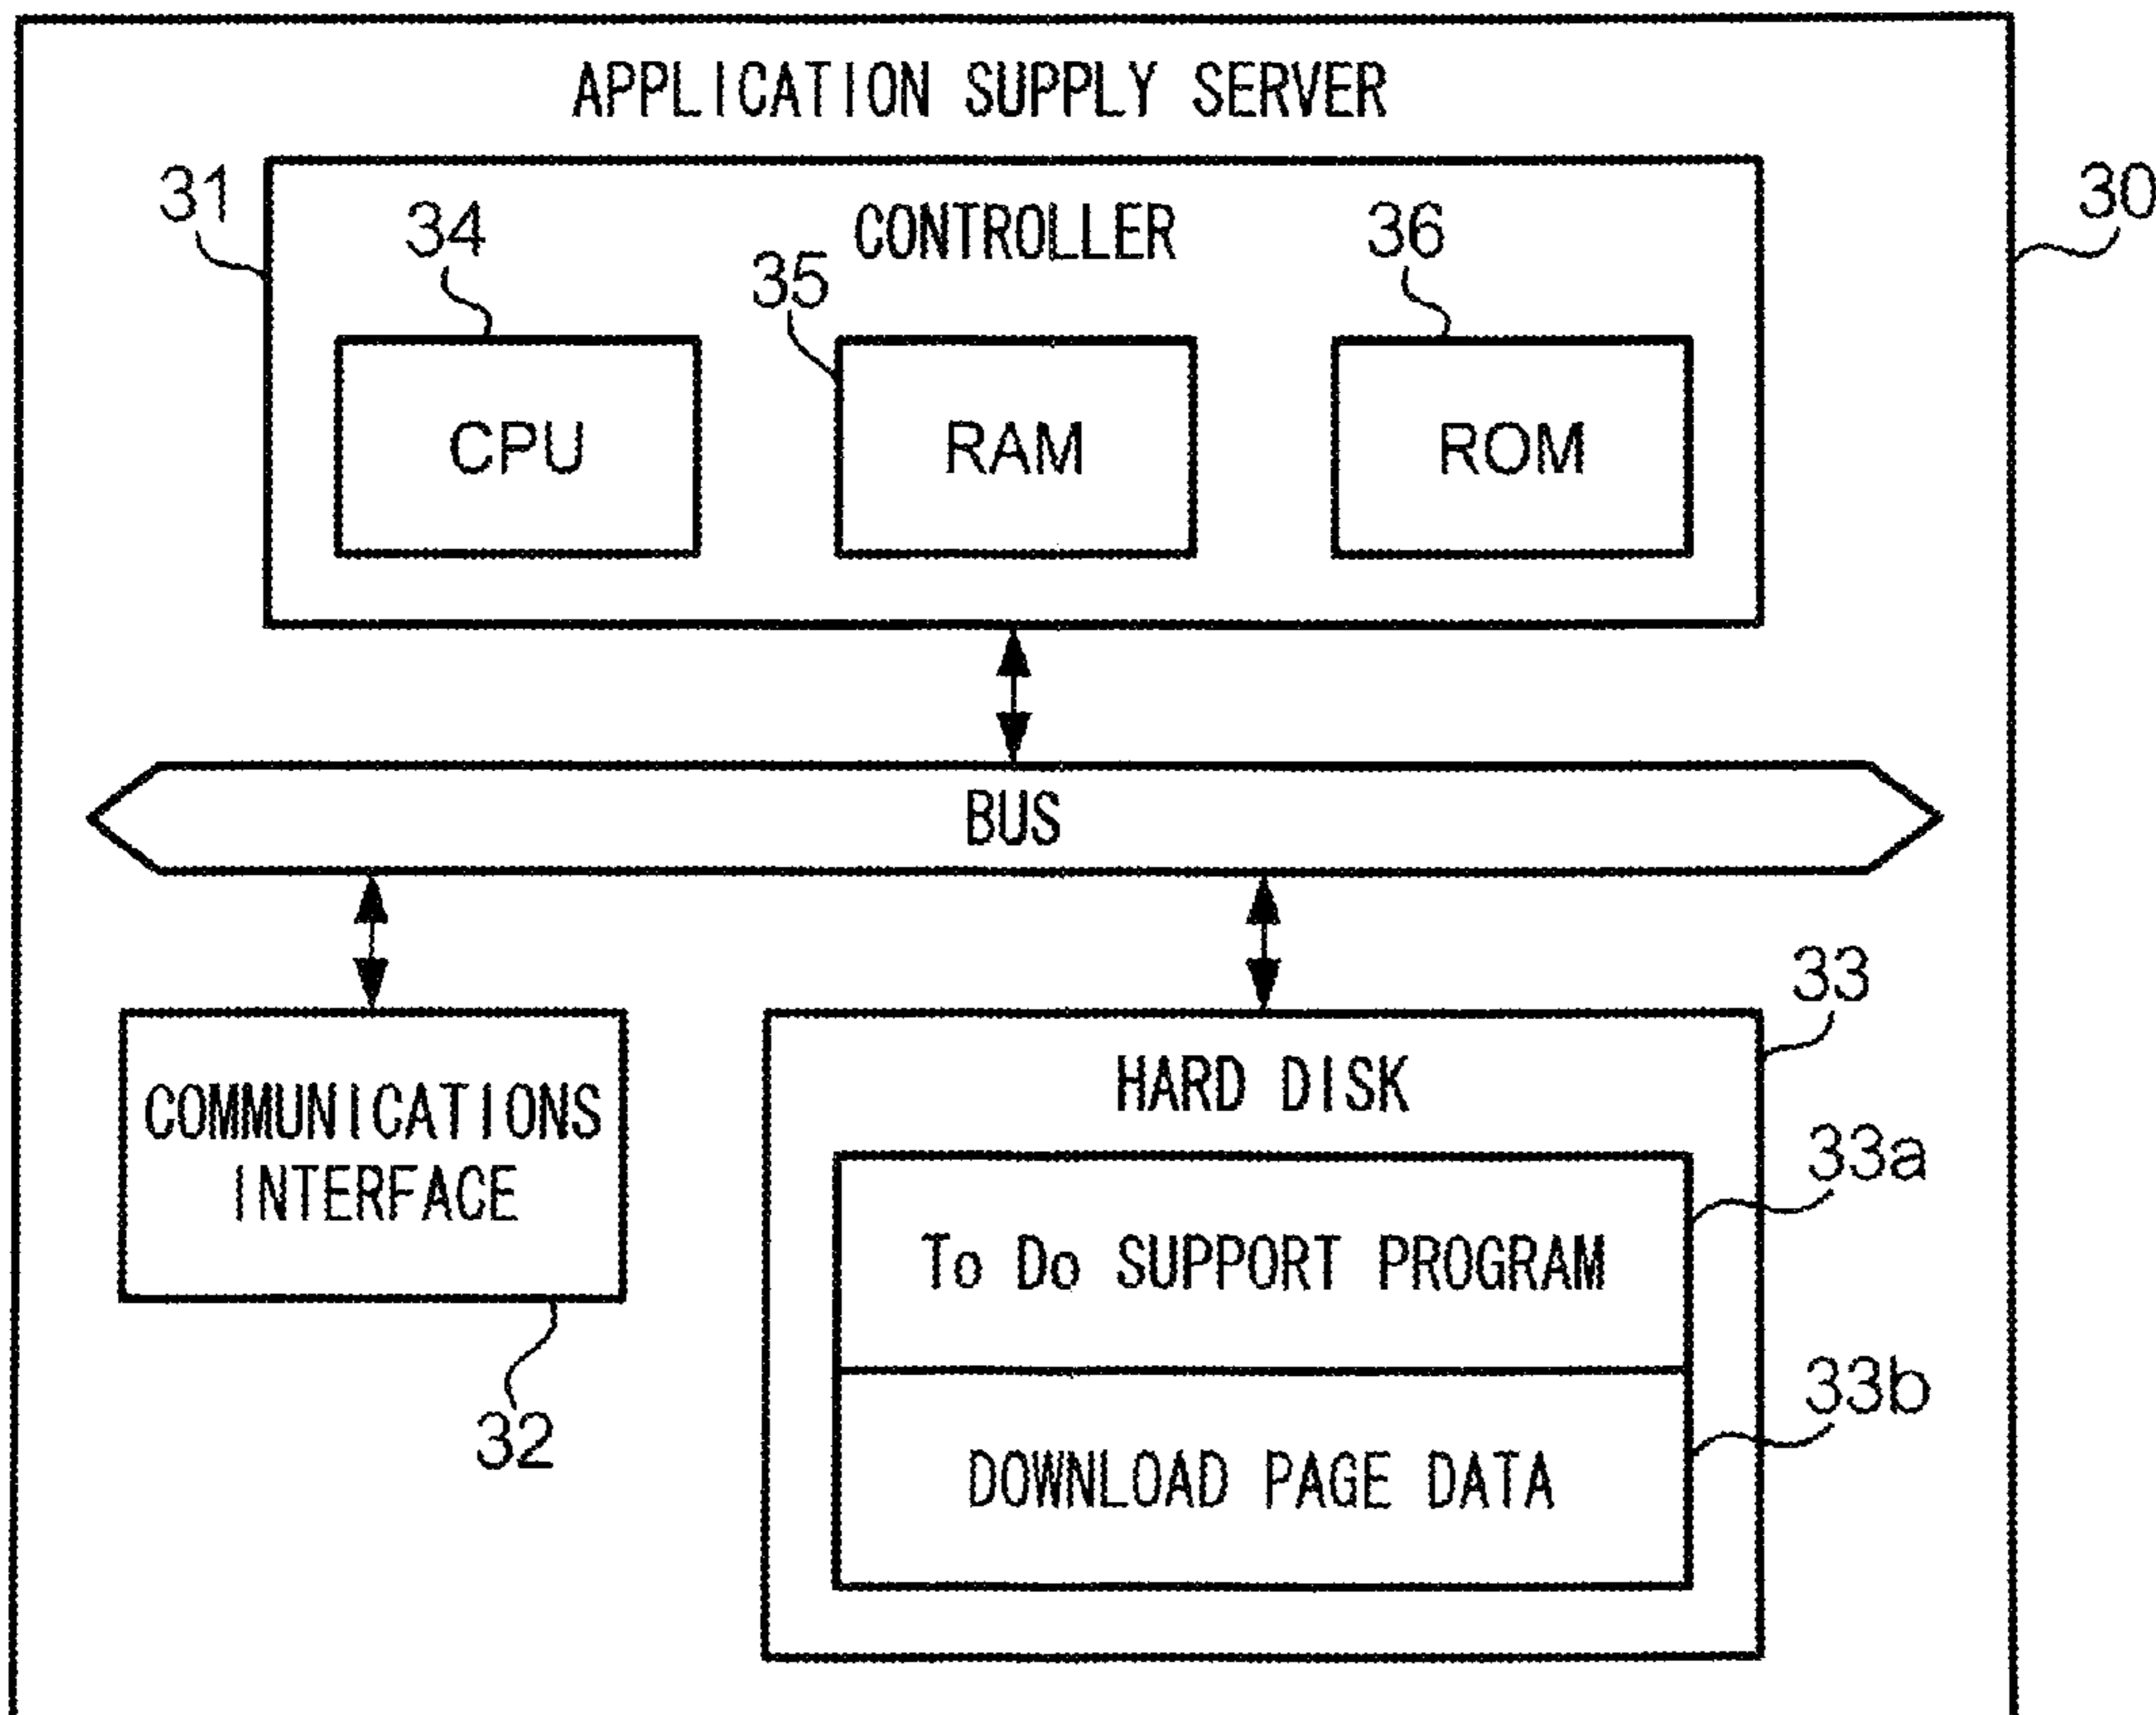 APPLICATION SUPPLY SERVER
31
30
34
CONTROLLER
36
35
CPU
RAM
ROM
BUS
33
COMMUNICATIONS
INTERFACE
32
HARD DISK
33a
To Do SUPPORT PROGRAM
33b
DOWNLOAD PAGE DATA